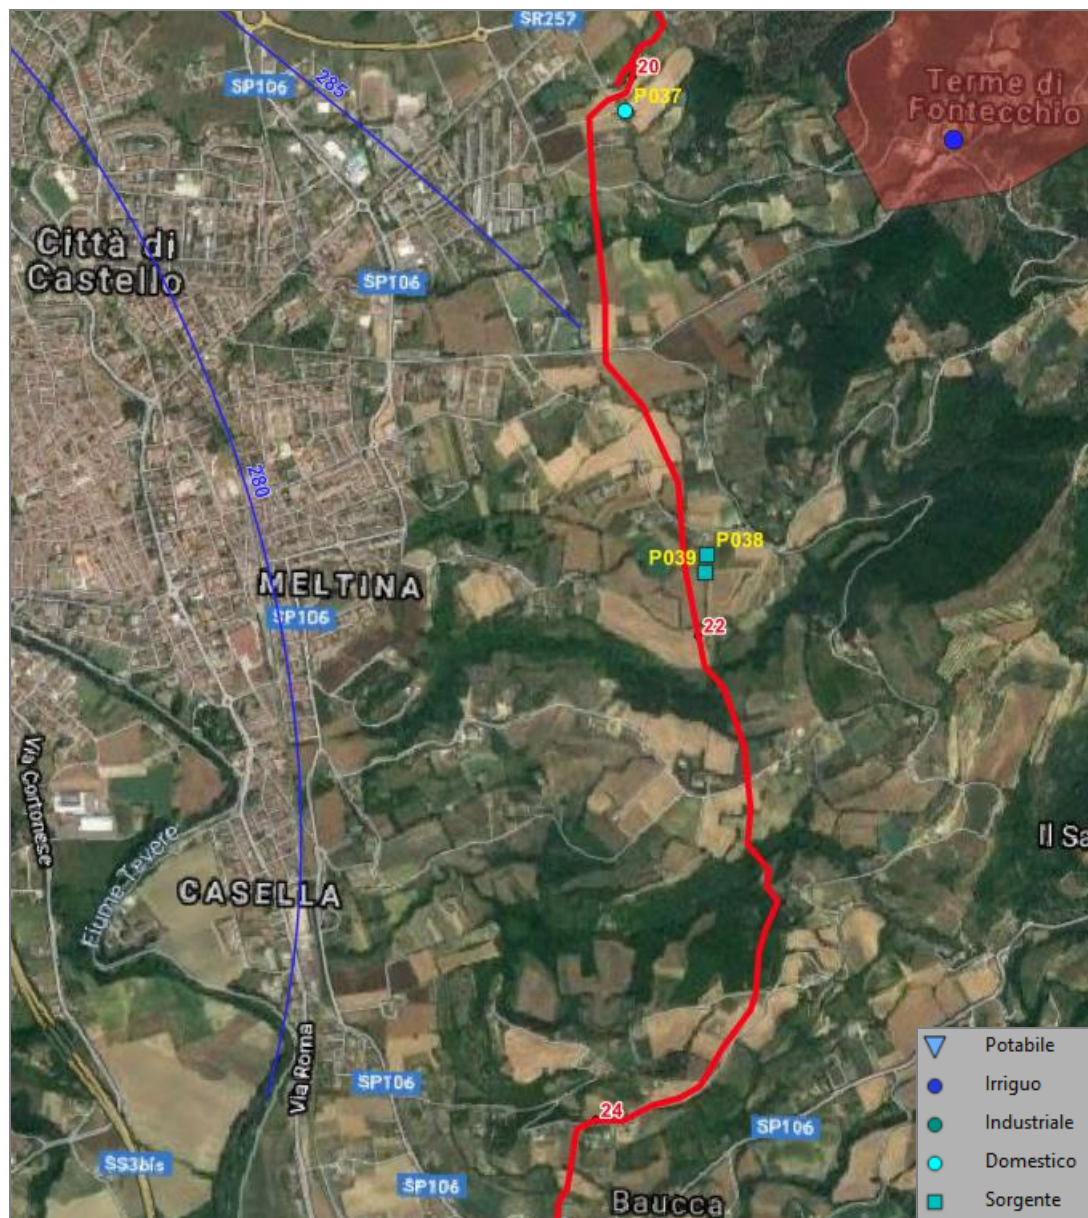 SR257
20
285
SP106
P037
Terme di
Fontecchio
Città di
Castello
SP106
280
P038
P039
MELTINA
SP106
22
Via Cortonese
Il Sa
Fiume Tevere
CASELLA
Via Roma
SP106
24
SP106
SS3bis
SP106
Baucca
Potabile
Irriguo
Industriale
Domestico
Sorgente